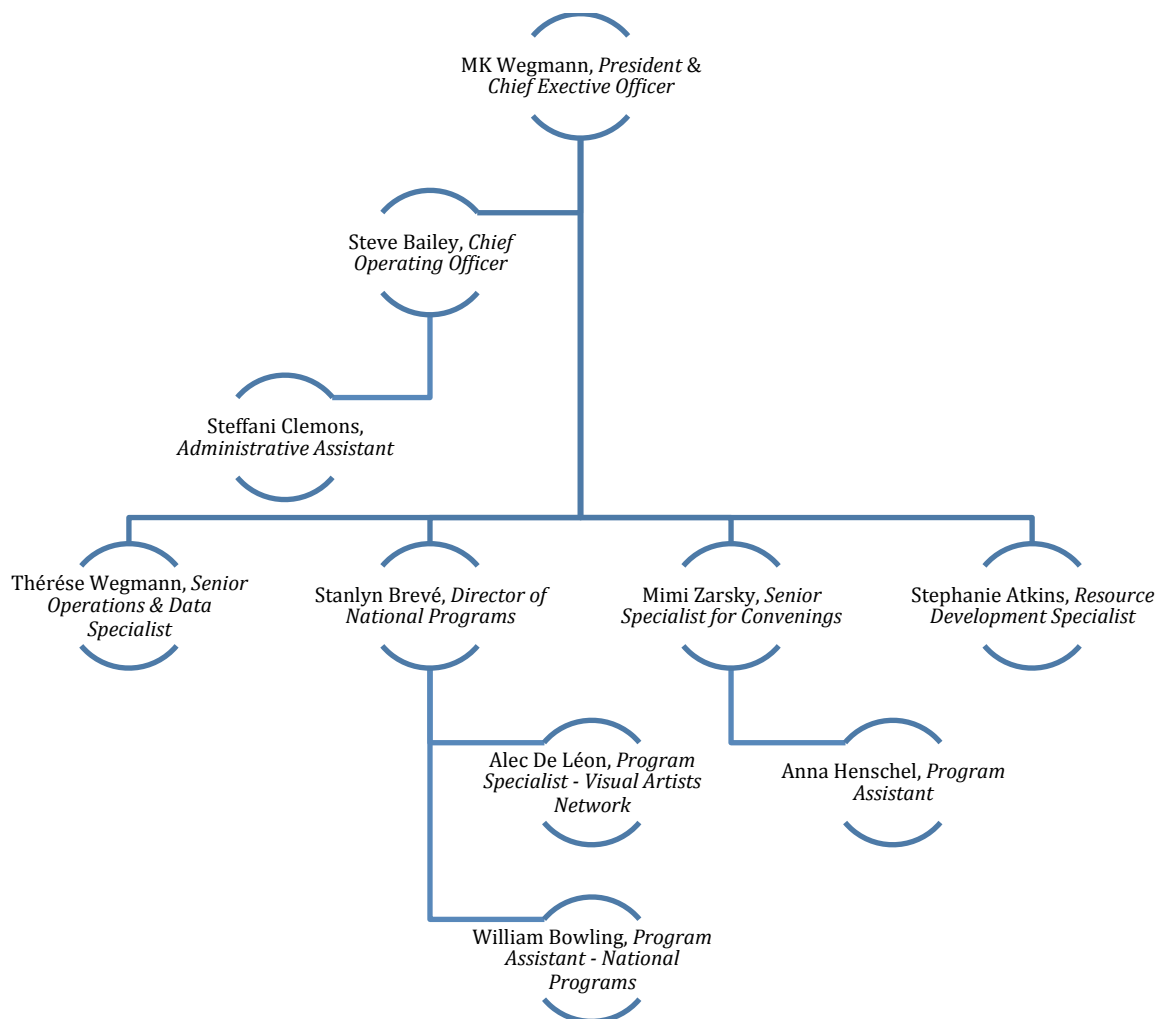 MK Wegmann, President &
Chief Exective Officer
Steve Bailey, Chief
Operating Officer
Steffani Clemons,
Administrative Assistant
Thérése Wegmann, Senior
Operations & Data
Specialist
Stanlyn Brevé, Director of
National Programs
Mimi Zarsky, Senior
Specialist for Convenings
Stephanie Atkins, Resource
Development Specialist
Alec De Léon, Program
Specialist - Visual Artists
Network
Anna Henschel, Program
Assistant
William Bowling, Program
Assistant - National
Programs